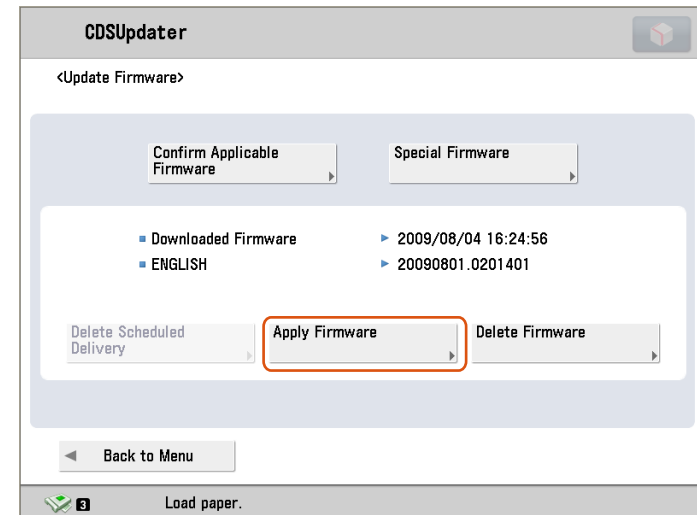 CDSUpdater
<Update Firmware>
Confirm Applicable
Firmware
Special Firmware
Downloaded Firmware
2009/08/04 16:24:56
ENGLISH
20090801.0201401
Delete Scheduled
Delivery
Apply Firmware
Delete Firmware
Back to Menu
3
Load paper.